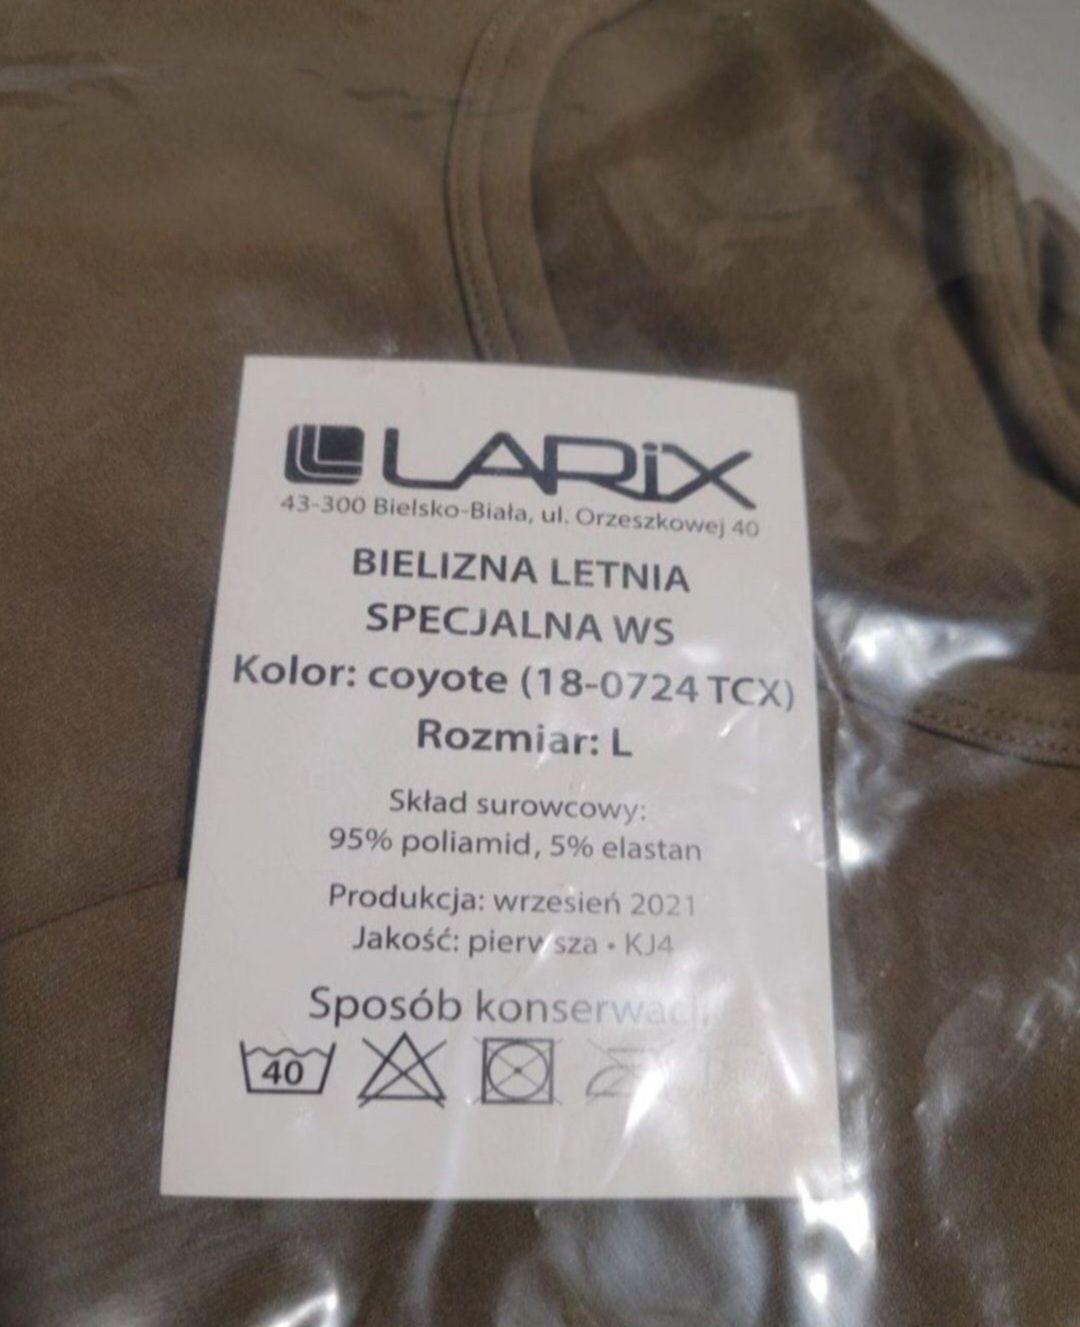 LARiX
43-300 Bielsko-Biała, ul. Orzeszkowej 40
BIELIZNA LETNIA
SPECJALNA WS
Kolor: coyote (18-0724 TCX)
Rozmiar: L
Skład surowcowy:
95% poliamid, 5% elastan
Produkcja: wrzesień 2021
Jakość: pierwsza • KJ4
Sposób konserwacji
40